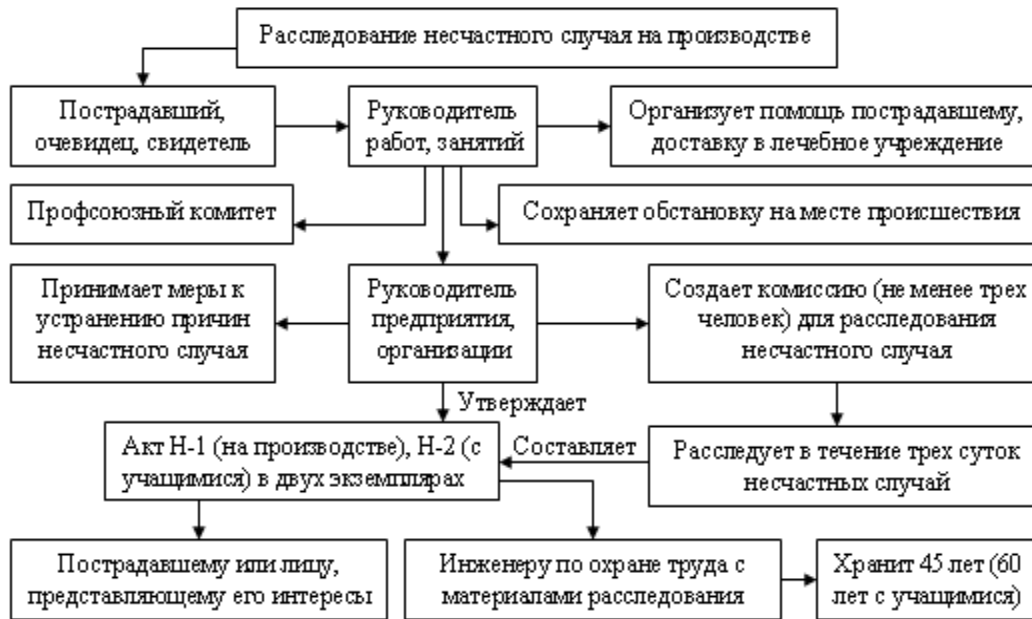 Расследование несчастного случая на производстве
Пострадавший,
очевидец, свидетель
Руководитель
работ, занятий
Организует помощь пострадавшему,
доставку в лечебное учреждение
Профсоюзный комитет
Сохраняет обстановку на месте происшествия
Принимает меры к
устранению причин
несчастного случая
Руководитель
предприятия,
организации
Создает комиссию (не менее трех
человек) для расследования
несчастного случая
Утверждает
Акт Н-1 (на производстве), Н-2 (с
учащимися) в двух экземплярах
Составляет
Расследует в течение трех суток
несчастных случай
Пострадавшему или лицу,
представляющему его интересы
Инженеру по охране труда с
материалами расследования
Хранит 45 лет (60
лет с учащимися)